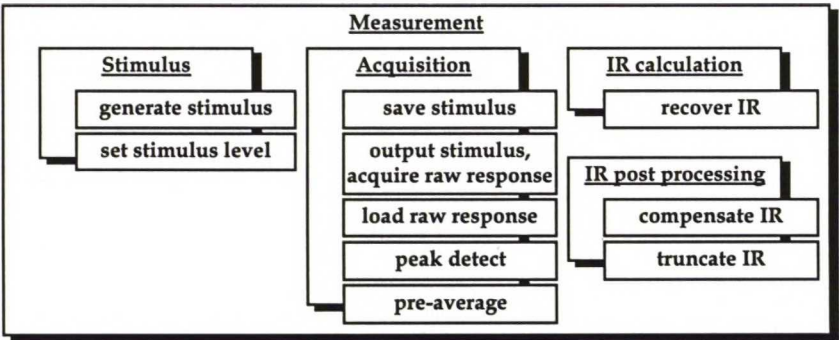 Measurement
Stimulus
generate stimulus
set stimulus level
Acquisition
save stimulus
output stimulus,
acquire raw response
load raw response
peak detect
pre-average
IR calculation
recover IR
IR post processing
compensate IR
truncate IR